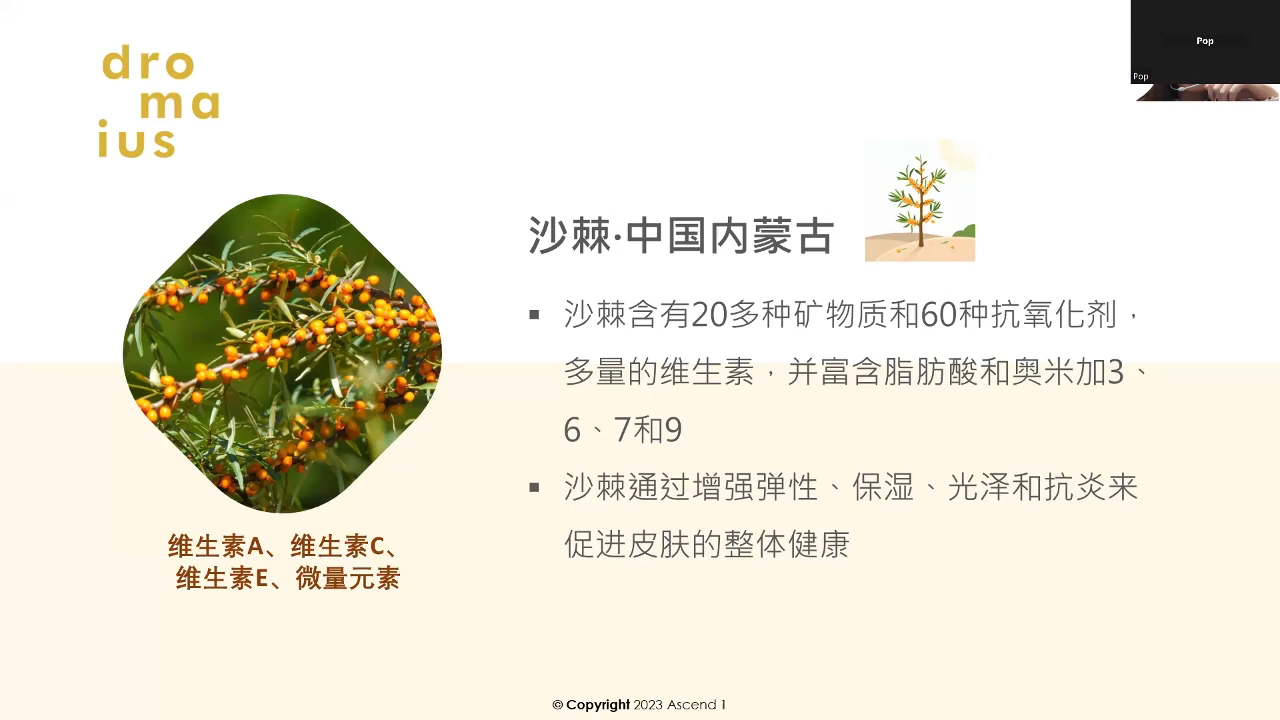 dro
ma
ius
Pop
Pop
沙棘·中国内蒙古
▪ 沙棘含有20多种矿物质和60种抗氧化剂，
多量的维生素，并富含脂肪酸和奥米加3、
6、7和9
▪ 沙棘通过增强弹性、保湿、光泽和抗炎来
促进皮肤的整体健康
维生素A、维生素C、
维生素E、微量元素
© Copyright 2023 Ascend 1